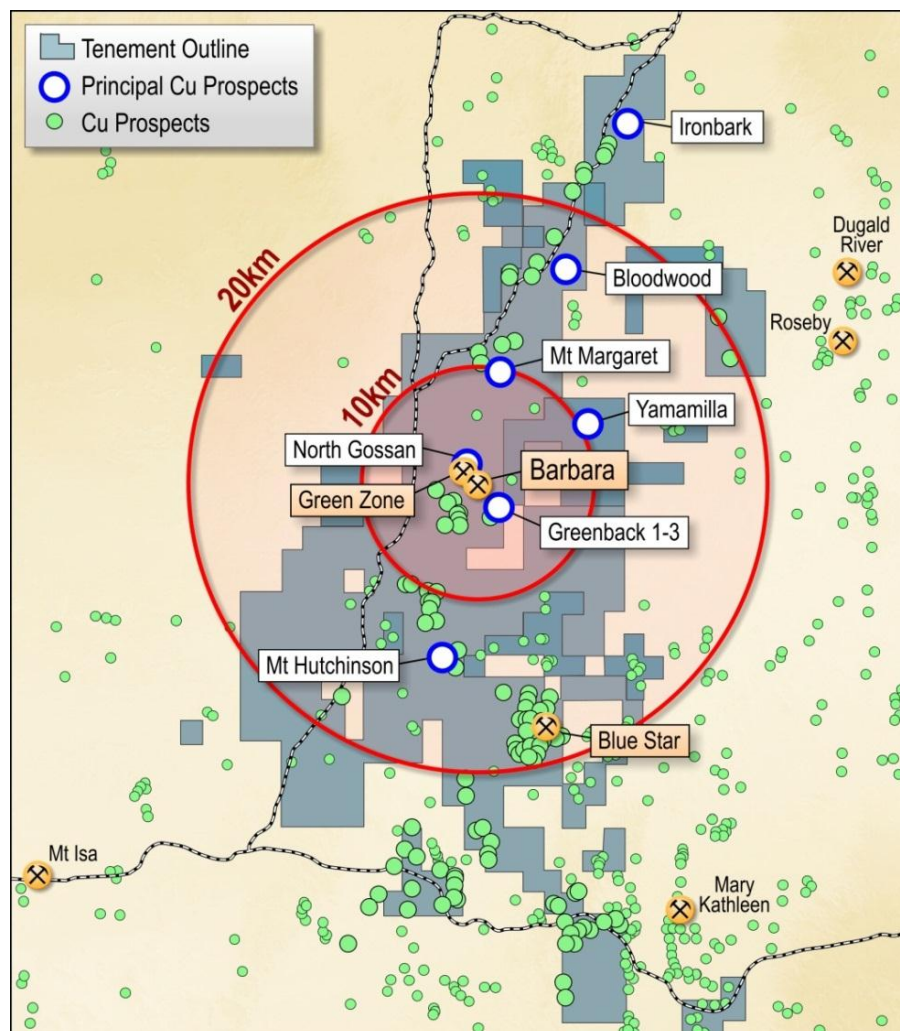 Tenement Outline
Principal Cu Prospects
Cu Prospects
Ironbark
Dugald
River
20km
Bloodwood
Roseby
Mt Margaret
10km
Yamamilla
North Gossan
Barbara
Green Zone
Greenback 1-3
Mt Hutchinson
Blue Star
Mt Isa
Mary
Kathleen